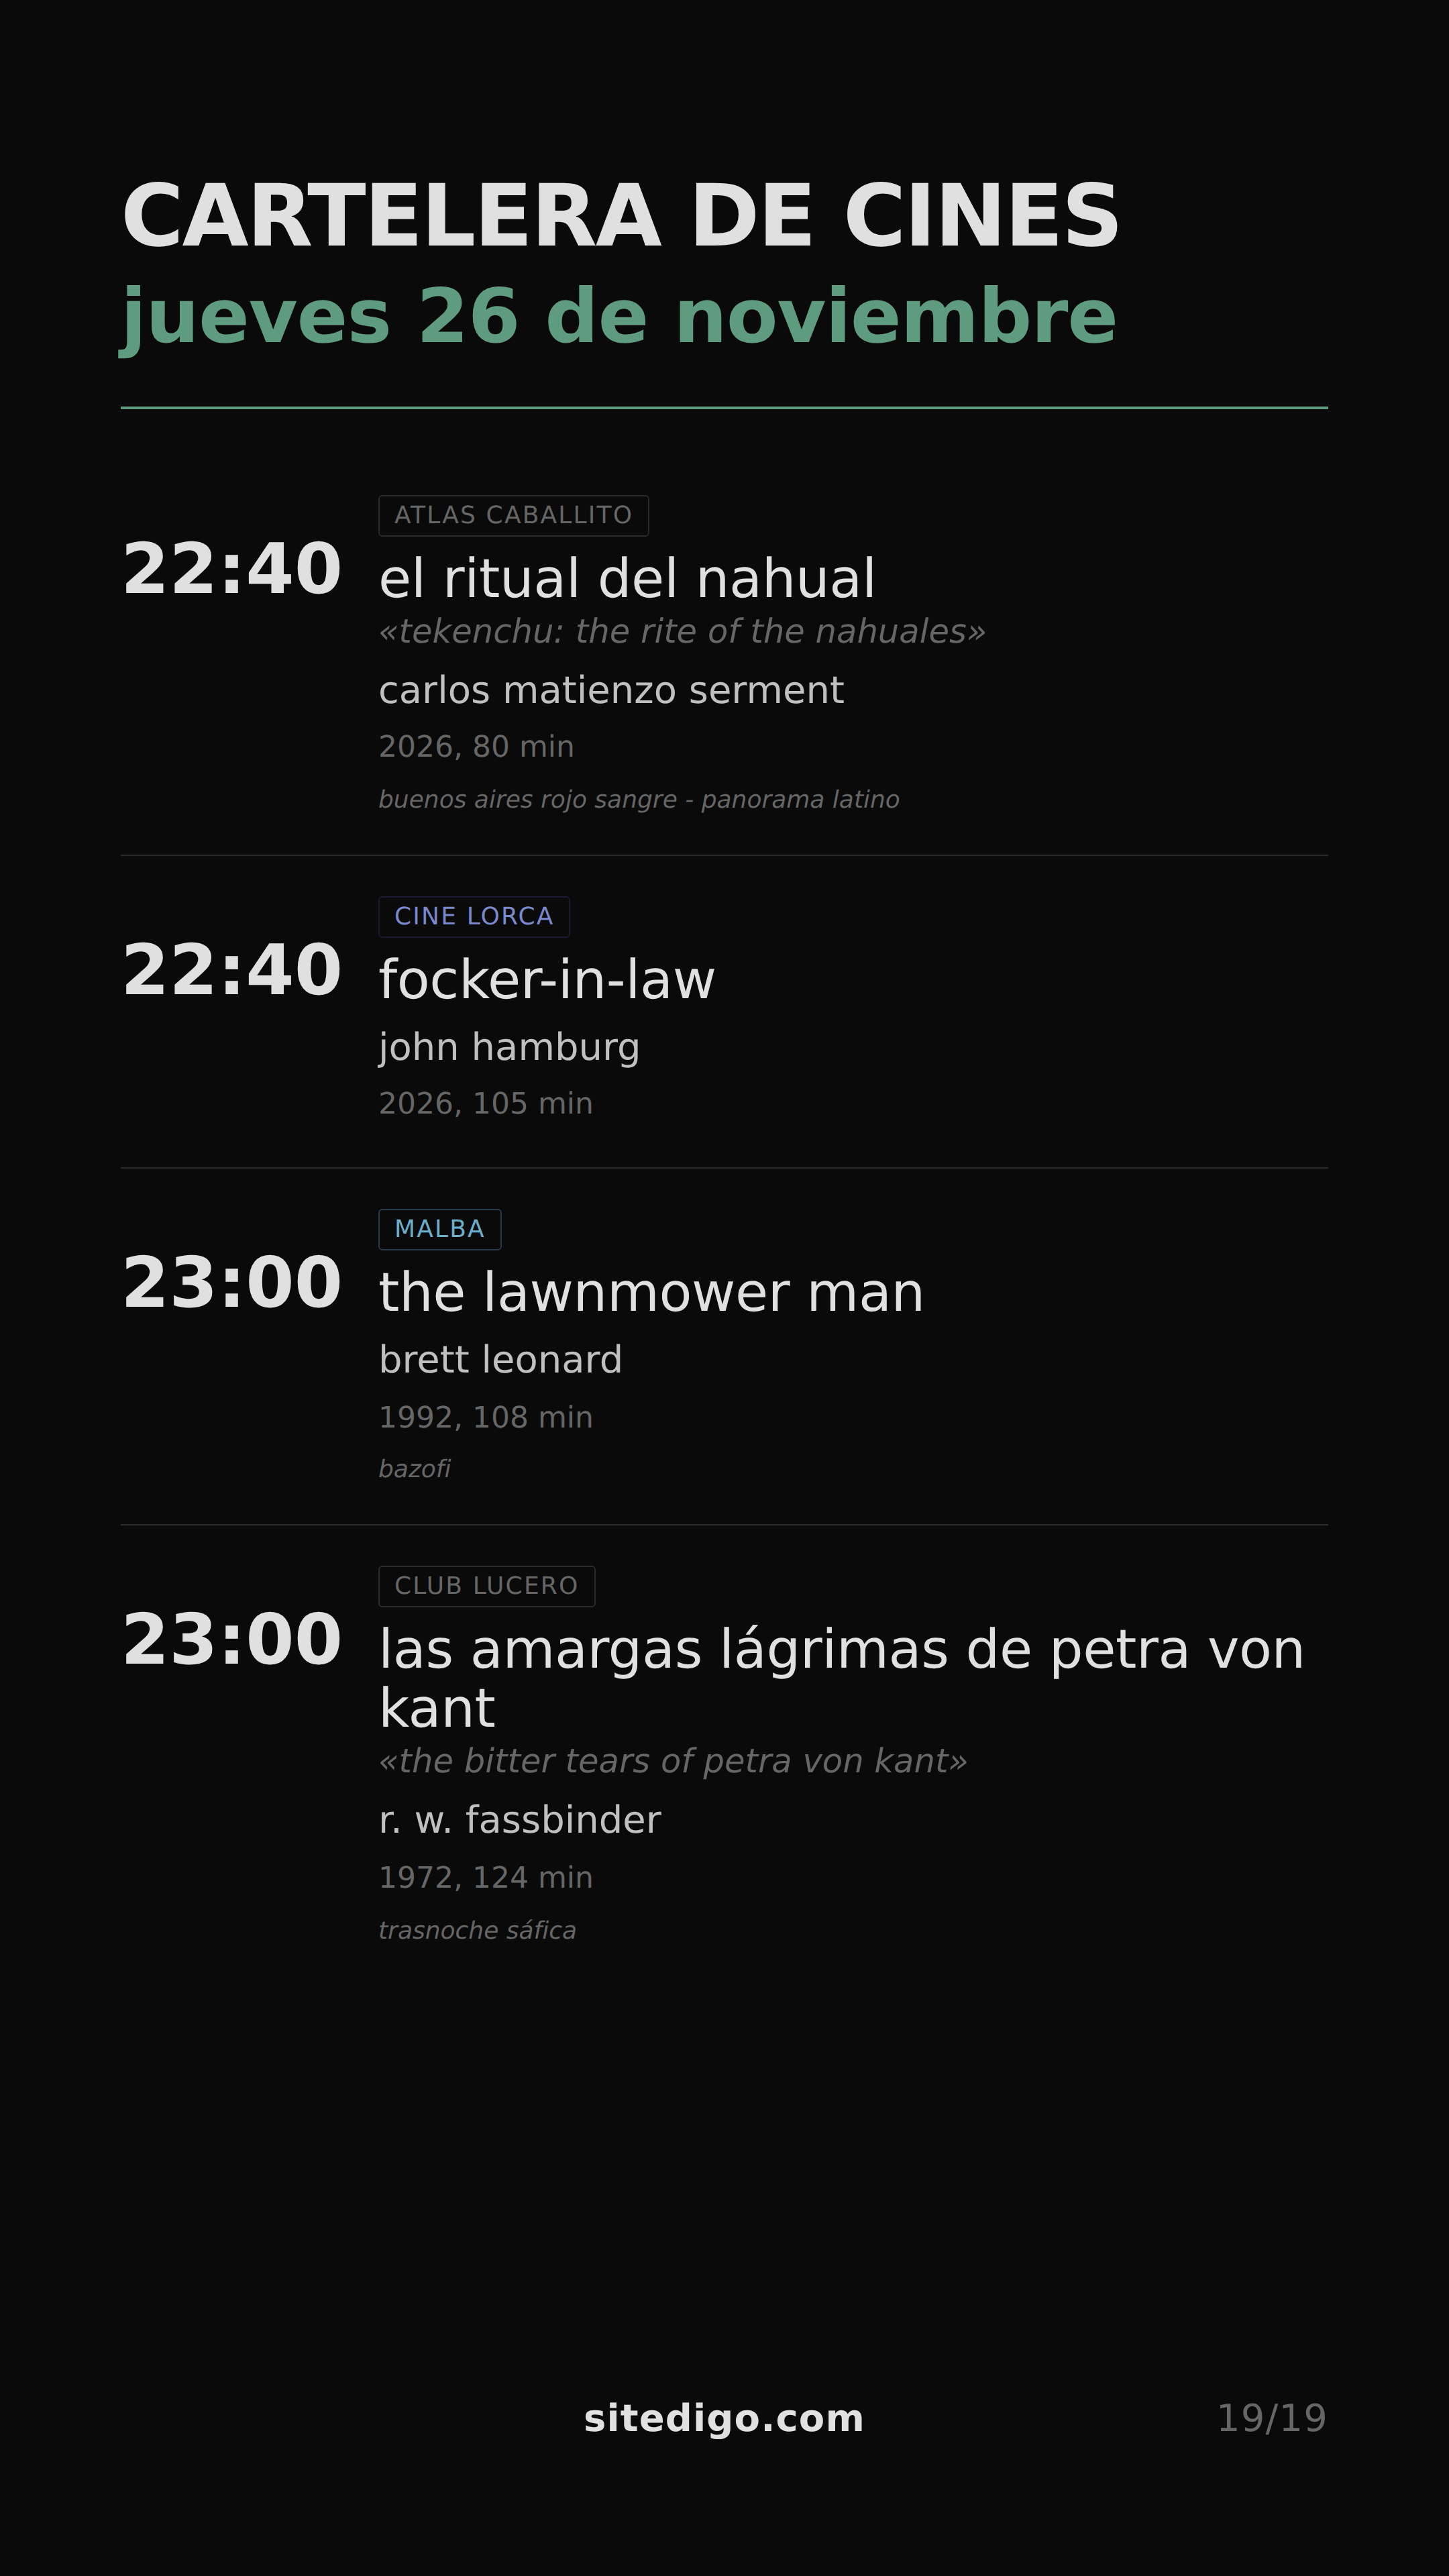 CARTELERA DE CINES
jueves 26 de noviembre
ATLAS CABALLITO
22:40
el ritual del nahual
«tekenchu: the rite of the nahuales»
carlos matienzo serment
2026, 80 min
buenos aires rojo sangre - panorama latino
CINE LORCA
22:40
focker-in-law
john hamburg
2026, 105 min
MALBA
23:00
the lawnmower man
brett leonard
1992, 108 min
bazofi
CLUB LUCERO
23:00
las amargas lágrimas de petra von
kant
«the bitter tears of petra von kant»
r. w. fassbinder
1972, 124 min
trasnoche sáfica
sitedigo.com
19/19